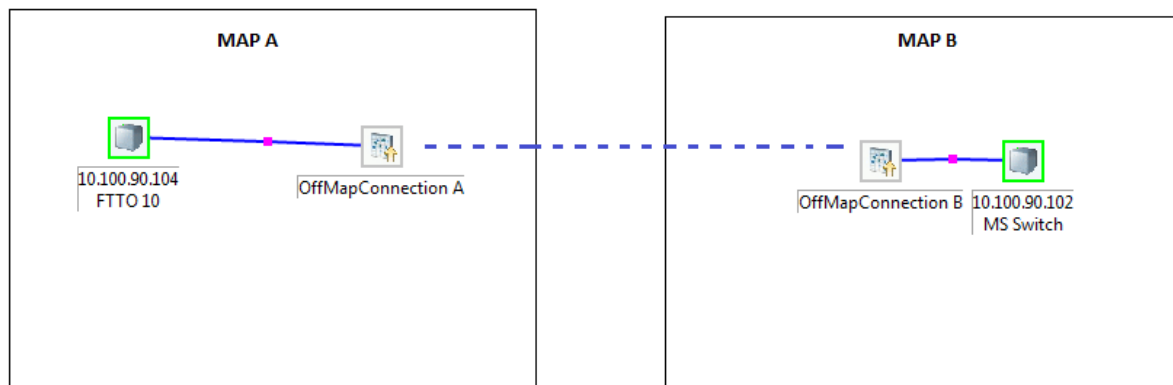 MAP A
MAP B
10.100.90.104
FTTO 10
OffMapConnection A
OffMapConnection B
10.100.90.102
MS Switch